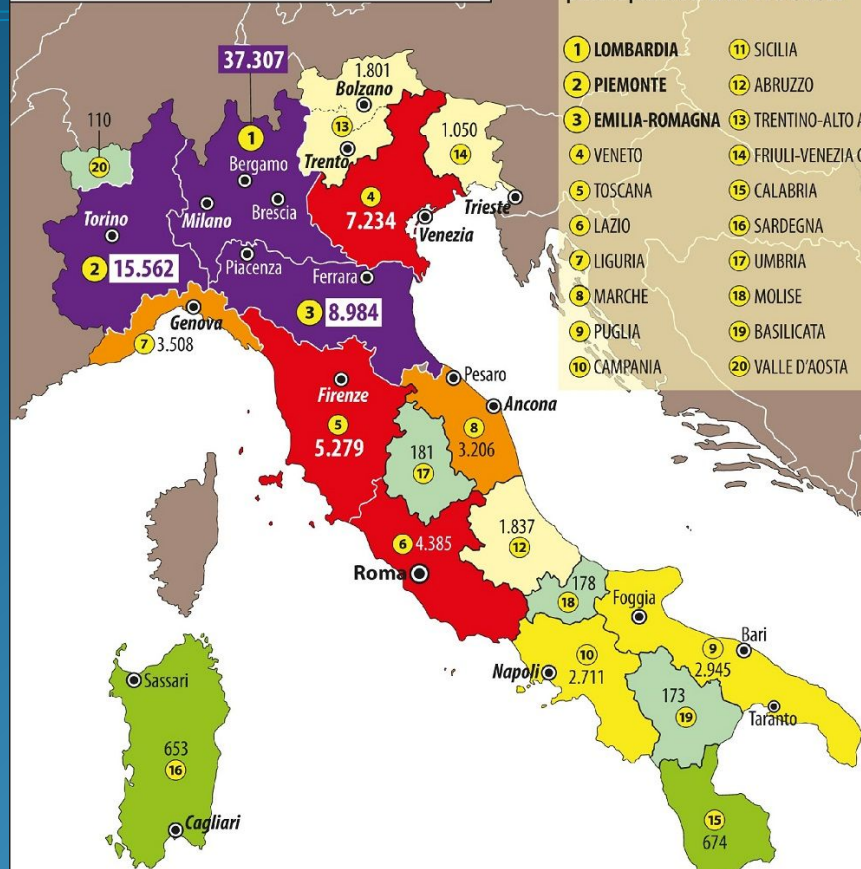 1 LOMBARDIA
2 PIEMONTE
3 EMILIA-ROMAGNA
4 VENETO
5 TOSCANA
6 LAZIO
7 LIGURIA
8 MARCHE
9 PUGLIA
10 CAMPANIA
11 SICILIA
12 ABRUZZO
13 TRENTINO-ALTO A
14 FRIULI-VENEZIA
15 CALABRIA
16 SARDEGNA
17 UMBRIA
18 MOLISE
19 BASILICATA
20 VALLE D'AOSTA
37.307
1
Bergamo
Milano
Brescia
1.801
Bolzano
13
Trento
1.050
14
Trieste
110
20
4
7.234
Venezia
Torino
2 15.562
Piacenza
Ferrara
3 8.984
Genova
7 3.508
Firenze
5
5.279
Pesaro
Ancona
8
3.206
181
17
6 4.385
Roma
1.837
12
178
18
Foggia
Bari
9
2.945
Taranto
10
Napoli
2.711
173
19
Sassari
653
16
Cagliari
15
674